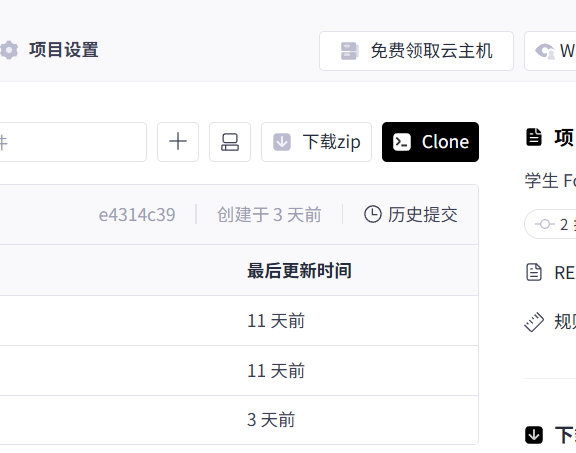 项目设置
免费领取云主机
W
件
下载zip
Clone
项
学生 Fo
e4314c39
创建于 3 天前
历史提交
2
最后更新时间
RE
11 天前
规则
11 天前
3 天前
下